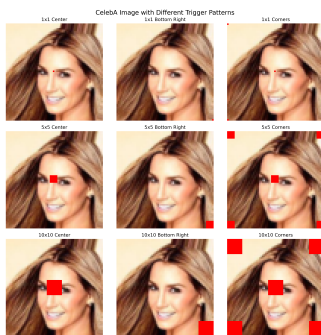 CelebA Image with Different Trigger Patterns
1x1 Center
1x1 Bottom Right
1x1 Corners
5x5 Center
5x5 Bottom Right
5x5 Corners
10x10 Center
10x10 Bottom Right
10x10 Corners